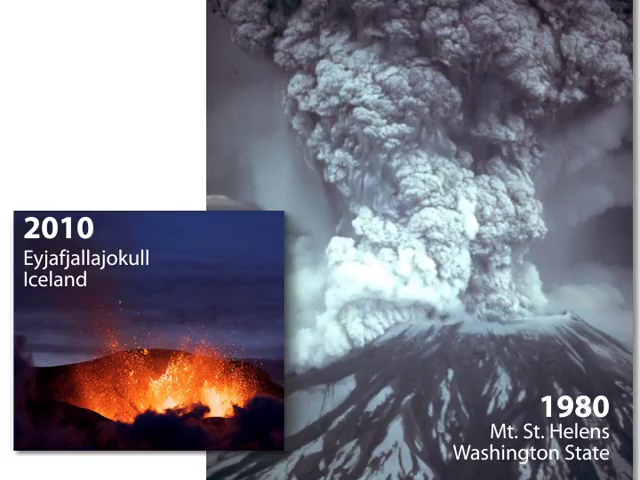 2010
Eyjafjallajokull
Iceland
1980
Mt. St. Helens
Washington State